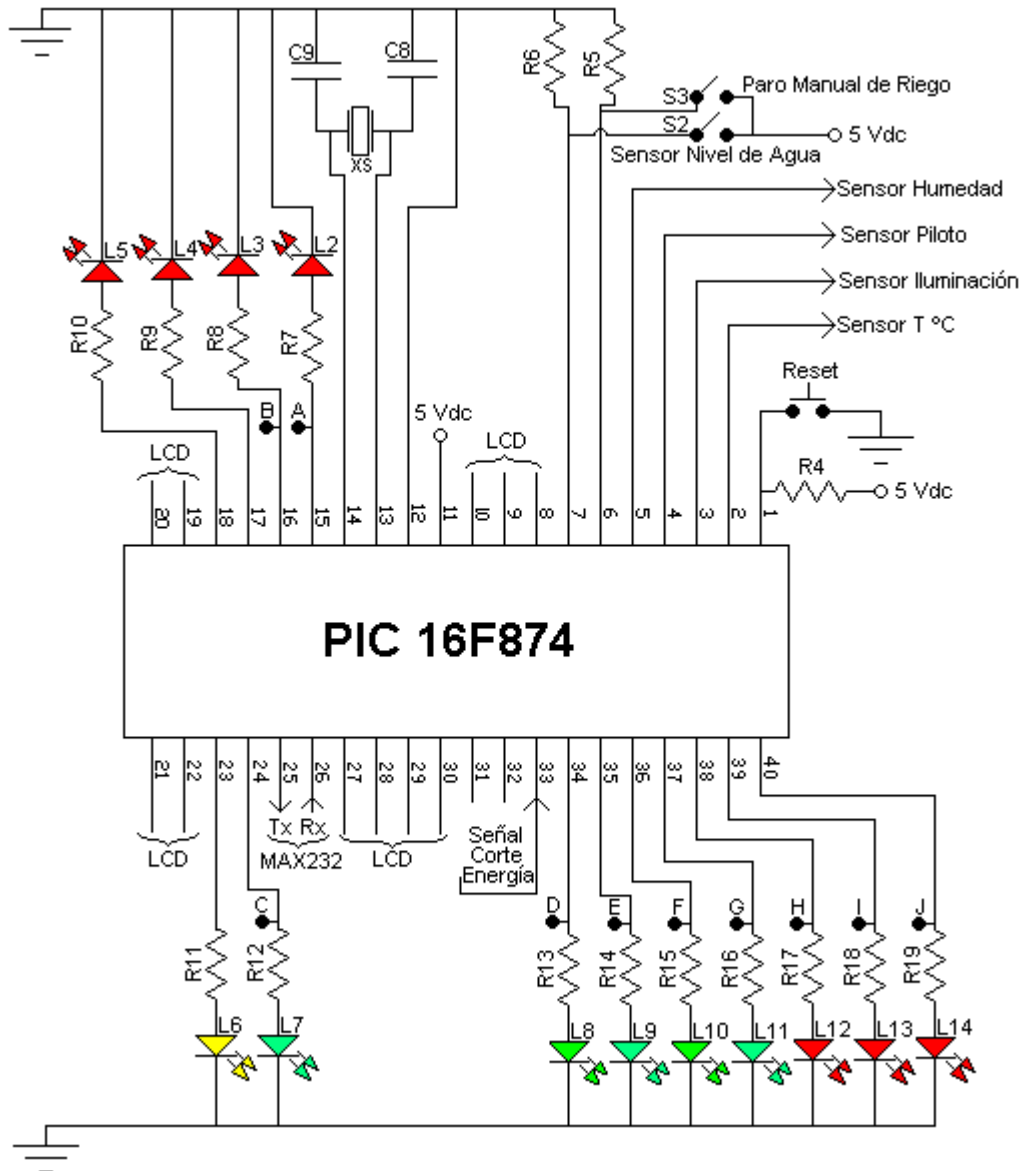 C9
C8
R6
R5
S3
Paro Manual de Riego
S2
5 Vdc
Sensor Nivel de Agua
XS
Sensor Humedad
Sensor Piloto
Sensor Iluminación
Sensor T ºC
L5
L4
L3
L2
R10
R9
R8
R7
Reset
B
A
5 Vdc
LCD
LCD
R4
5 Vdc
20
19
18
17
16
15
14
13
12
11
10
9
8
7
6
5
4
3
2
1
PIC 16F874
21
22
23
24
25
26
27
28
29
30
31
32
33
34
35
36
37
38
39
40
LCD
Tx Rx
MAX232
LCD
Señal
Corte
Energía
C
D
E
F
G
H
I
J
R11
R12
R13
R14
R15
R16
R17
R18
R19
L6
L7
L8
L9
L10
L11
L12
L13
L14